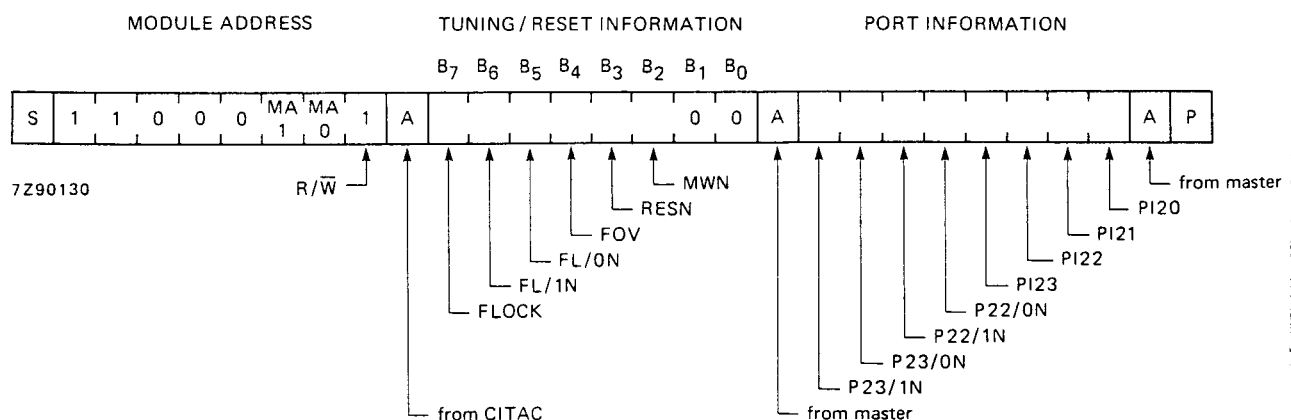 MODULE ADDRESS TUNING / RESET INFORMATION PORT INFORMATION
B7 B6 B5 B4 B3 B2 B1 B0
S 1 1 0 0 0 MA 1 MA 0 1 A 0 0 A A P
7Z90130 R/W̅ MWN from master
RESN PI20
FOV PI21
FL/0N PI22
FL/1N PI23
FLOCK P22/0N
P22/1N
P23/0N
P23/1N
from CITAC from master